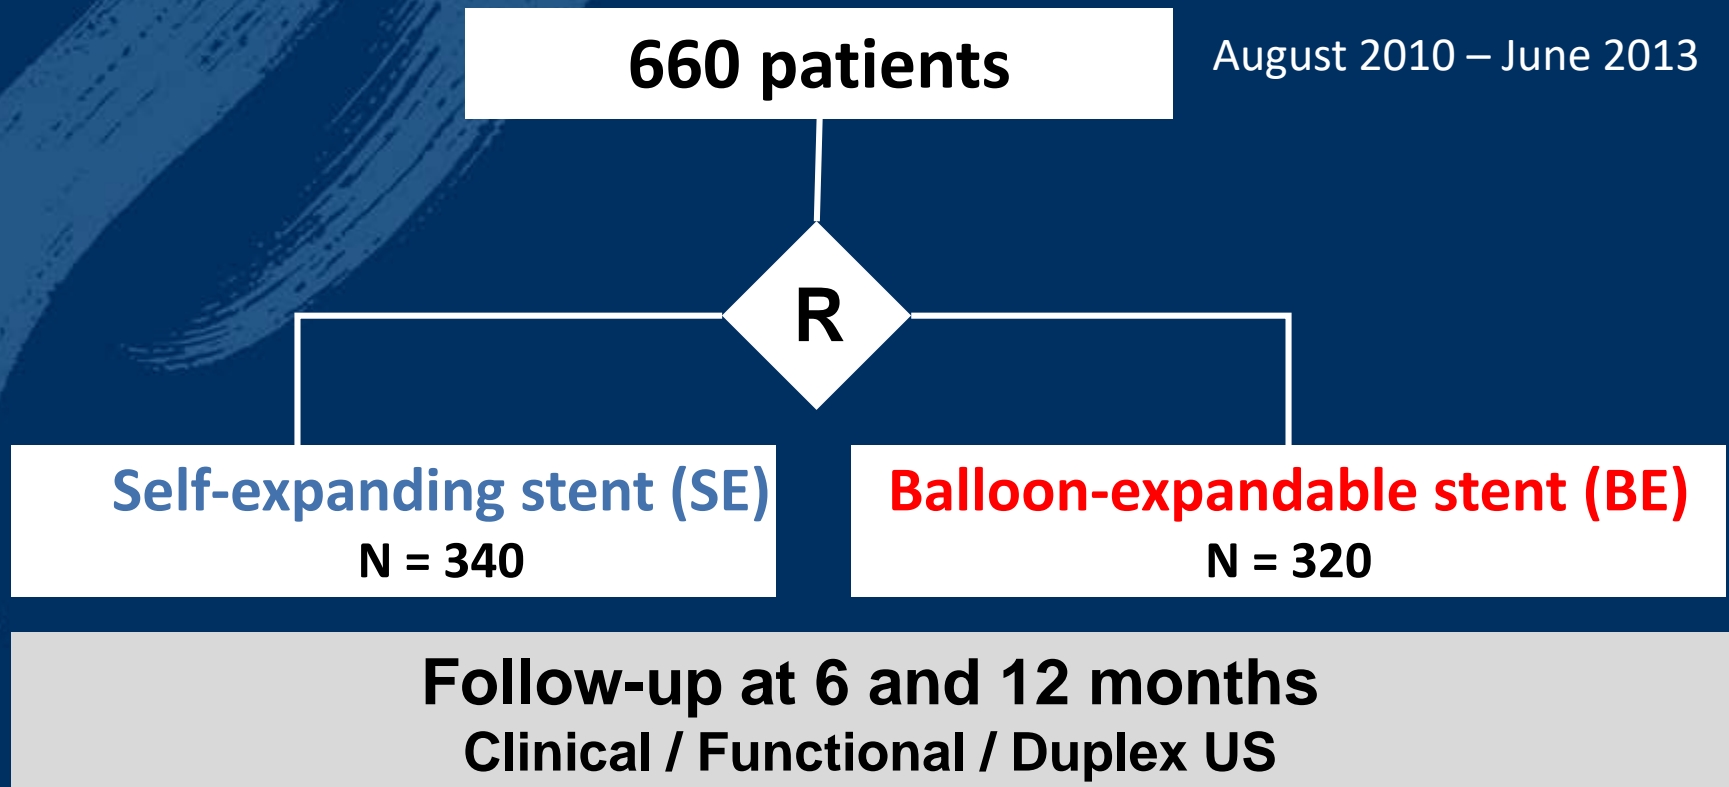 660 patients
August 2010 – June 2013
R
Self-expanding stent (SE)
N = 340
Balloon-expandable stent (BE)
N = 320
Follow-up at 6 and 12 months
Clinical / Functional / Duplex US